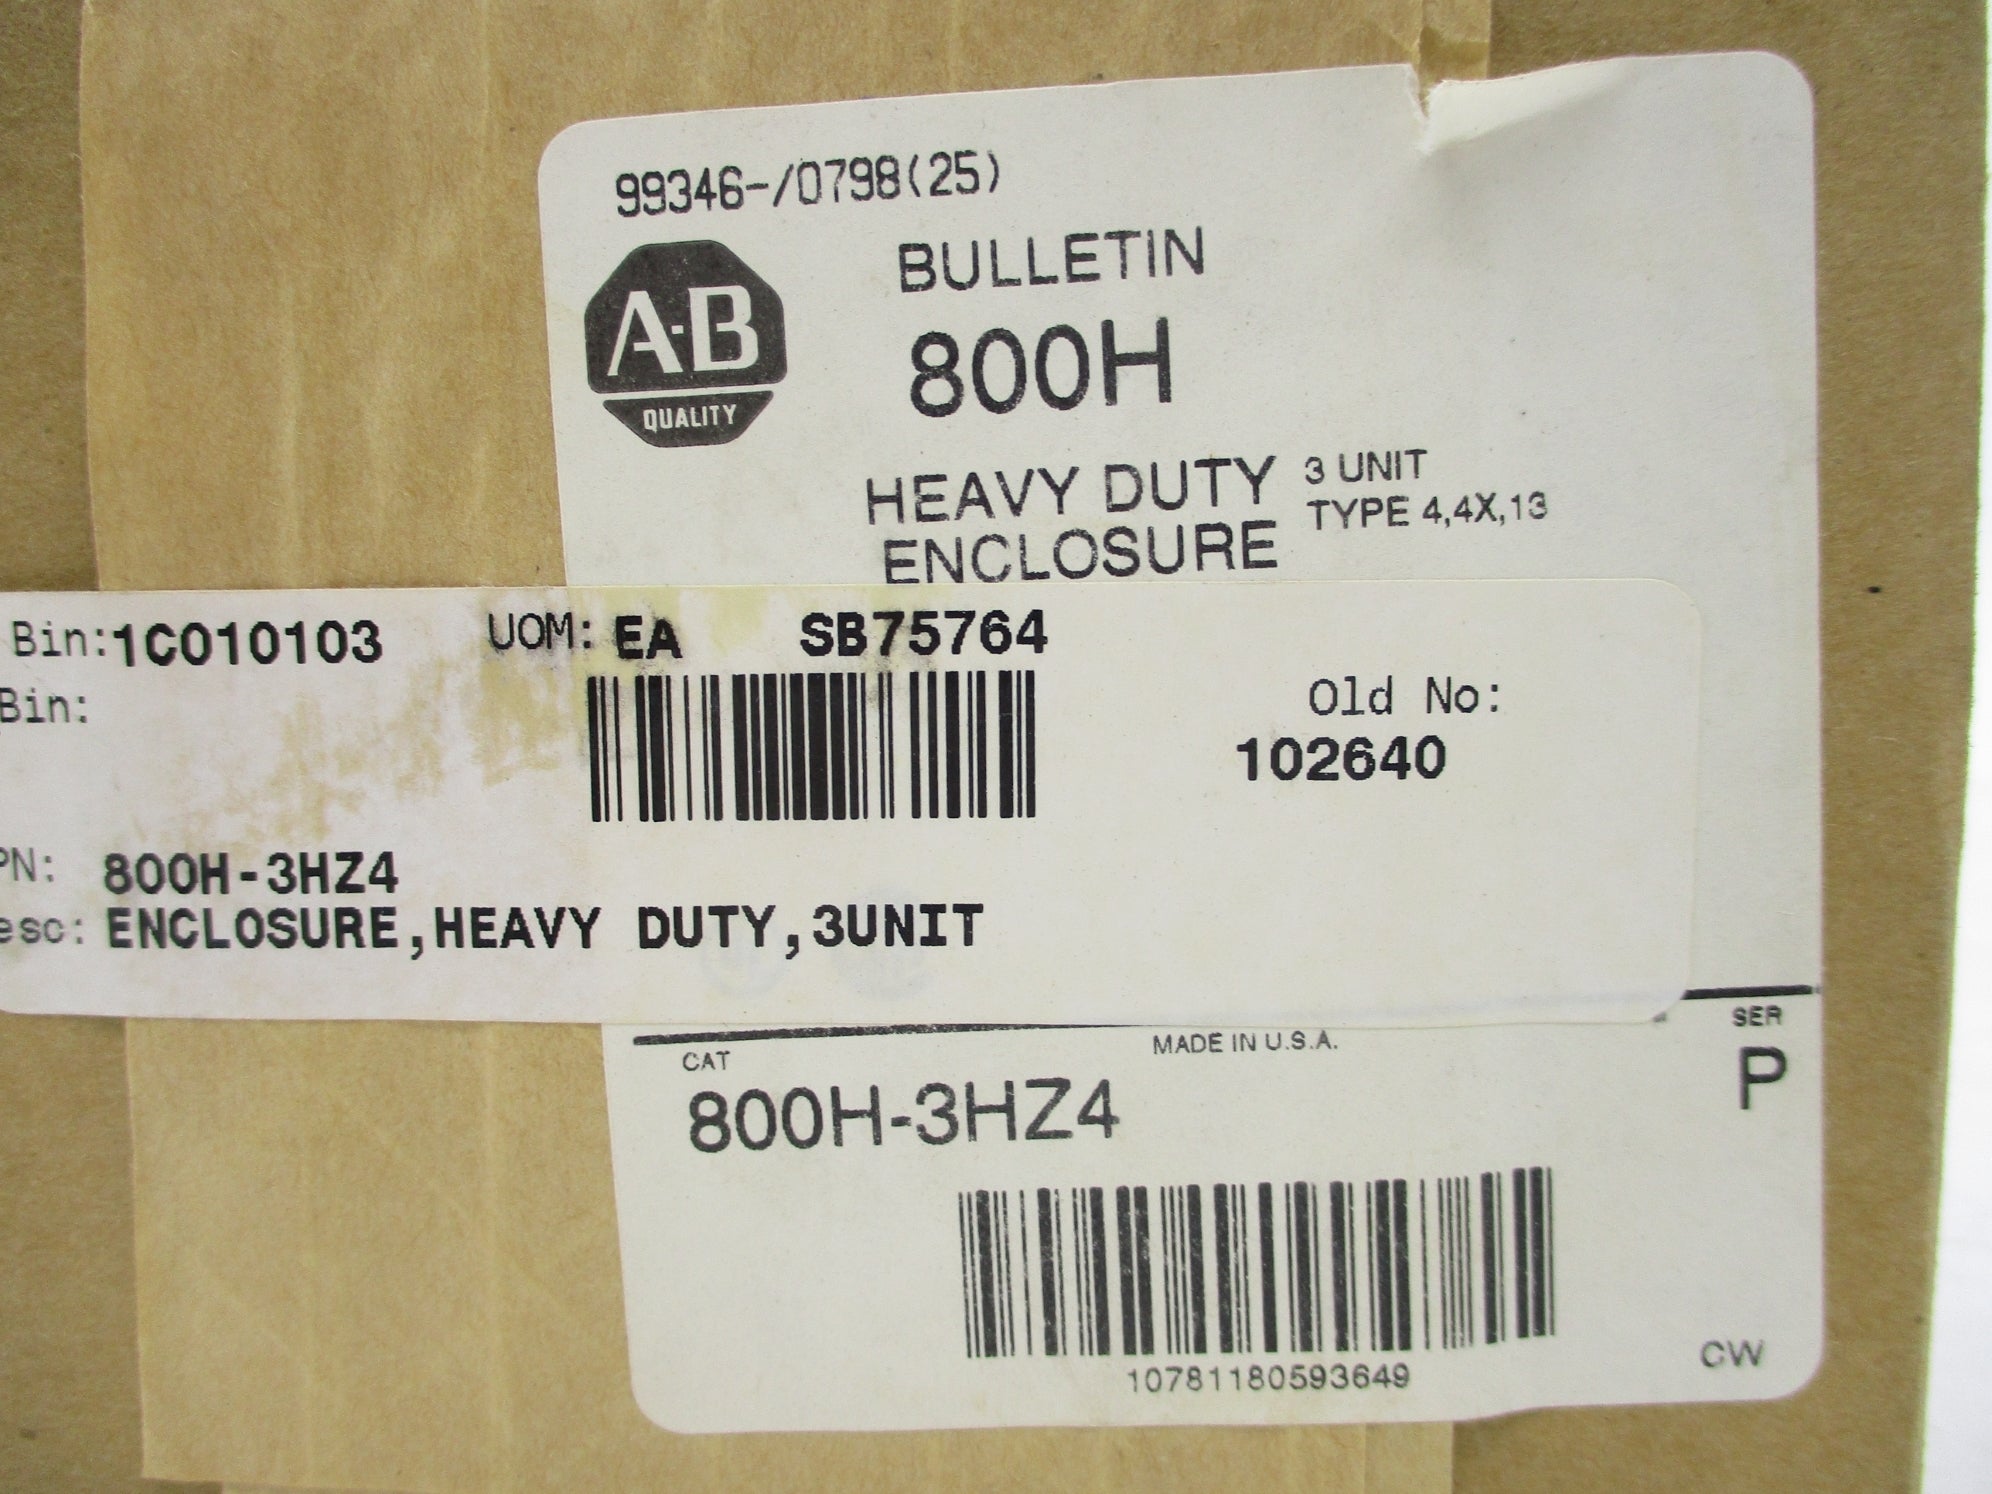 99346-/0798(25)
A-B
QUALITY
BULLETIN
800H
HEAVY DUTY 3 UNIT
ENCLOSURE TYPE 4,4X,13
Bin:1C010103 UOM: EA SB75764
Bin:
Old No:
102640
PN: 800H-3HZ4
esc: ENCLOSURE,HEAVY DUTY,3UNIT
CAT MADE IN U.S.A. SER
800H-3HZ4 P
10781180593649
CW